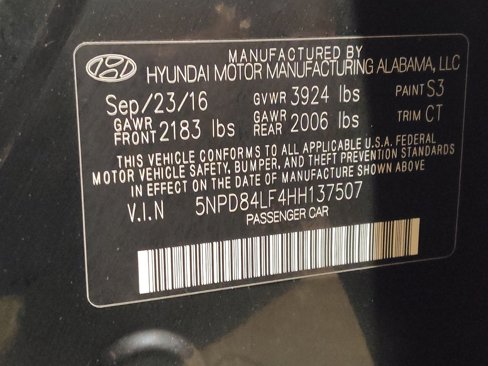 MANUFACTURED BY
HYUNDAI MOTOR MANUFACTURING ALABAMA, LLC
Sep/23/16 GVWR 3924 lbs PAINT S3
GAWR FRONT 2183 lbs GAWR REAR 2006 lbs TRIM CT
THIS VEHICLE CONFORMS TO ALL APPLICABLE U.S.A. FEDERAL
MOTOR VEHICLE SAFETY, BUMPER, AND THEFT PREVENTION STANDARDS
IN EFFECT ON THE DATE OF MANUFACTURE SHOWN ABOVE
V.I.N 5NPD84LF4HH137507
PASSENGER CAR